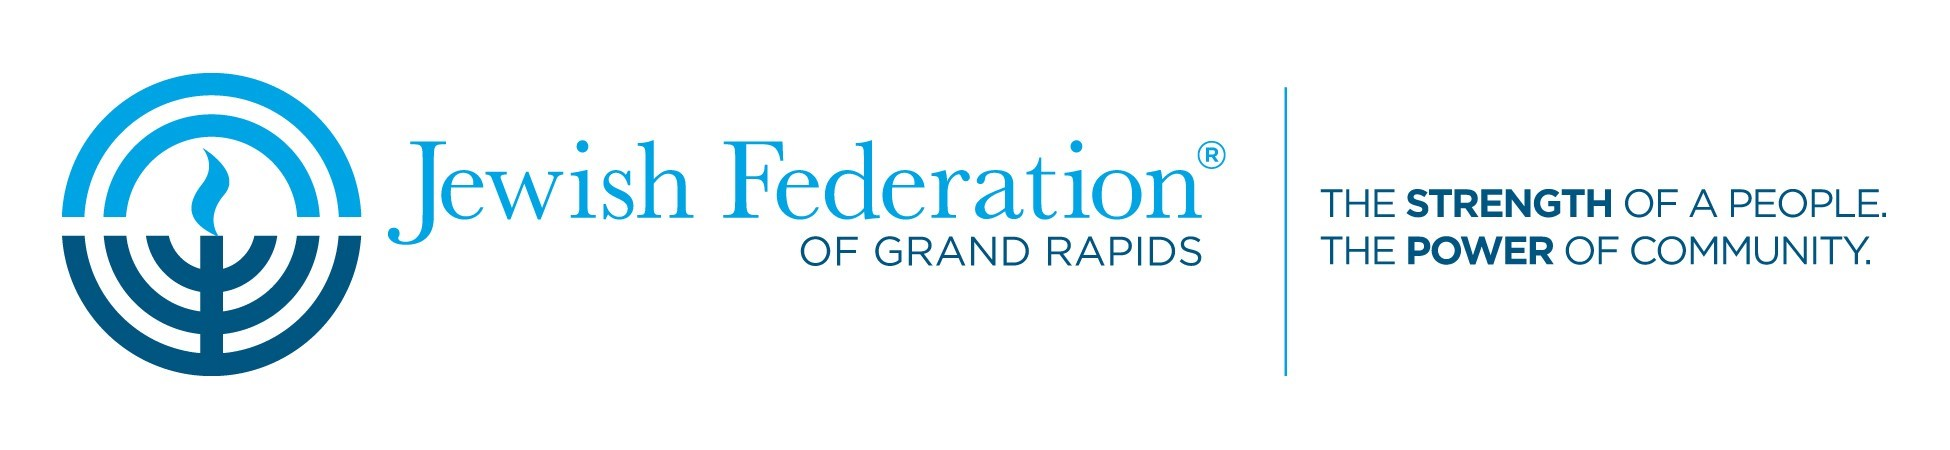 Jewish Federation®
OF GRAND RAPIDS
THE STRENGTH OF A PEOPLE.
THE POWER OF COMMUNITY.